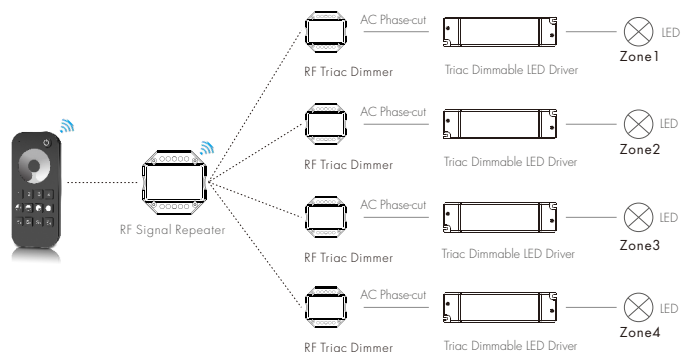 AC Phase-cut
LED
Zone1
RF Triac Dimmer
Triac Dimmable LED Driver
AC Phase-cut
LED
Zone2
RF Triac Dimmer
Triac Dimmable LED Driver
RF Signal Repeater
AC Phase-cut
LED
Zone3
RF Triac Dimmer
Triac Dimmable LED Driver
AC Phase-cut
LED
Zone4
RF Triac Dimmer
Triac Dimmable LED Driver